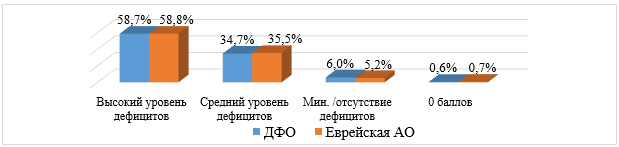 58,7% 58,8%
34,7% 35,5%
6,0% 5,2%
0,6% 0,7%
Высокий уровень
дефицитов
Средний уровень
дефицитов
Мин. /отсутствие
дефицитов
0 баллов
ДФО Еврейская АО